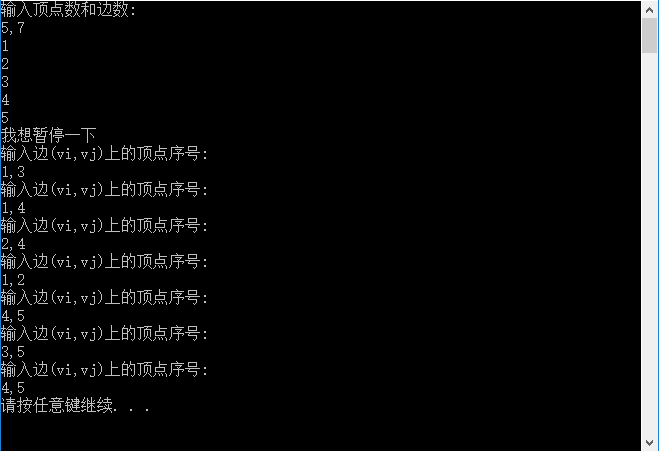 输入顶点数和边数:
5,7
1
2
3
4
5
我想暂停一下
输入边(vi,vj)上的顶点序号:
1,3
输入边(vi,vj)上的顶点序号:
1,4
输入边(vi,vj)上的顶点序号:
2,4
输入边(vi,vj)上的顶点序号:
1,2
输入边(vi,vj)上的顶点序号:
4,5
输入边(vi,vj)上的顶点序号:
3,5
输入边(vi,vj)上的顶点序号:
4,5
请按任意键继续. . .